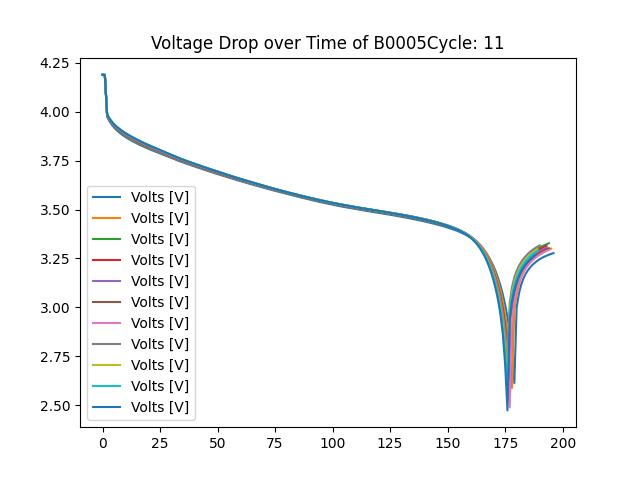 Voltage Drop over Time of B0005Cycle: 11
4.25
4.00
3.75
3.50
3.25
3.00
2.75
2.50
Volts [V]
Volts [V]
Volts [V]
Volts [V]
Volts [V]
Volts [V]
Volts [V]
Volts [V]
Volts [V]
Volts [V]
Volts [V]
0 25 50 75 100 125 150 175 200